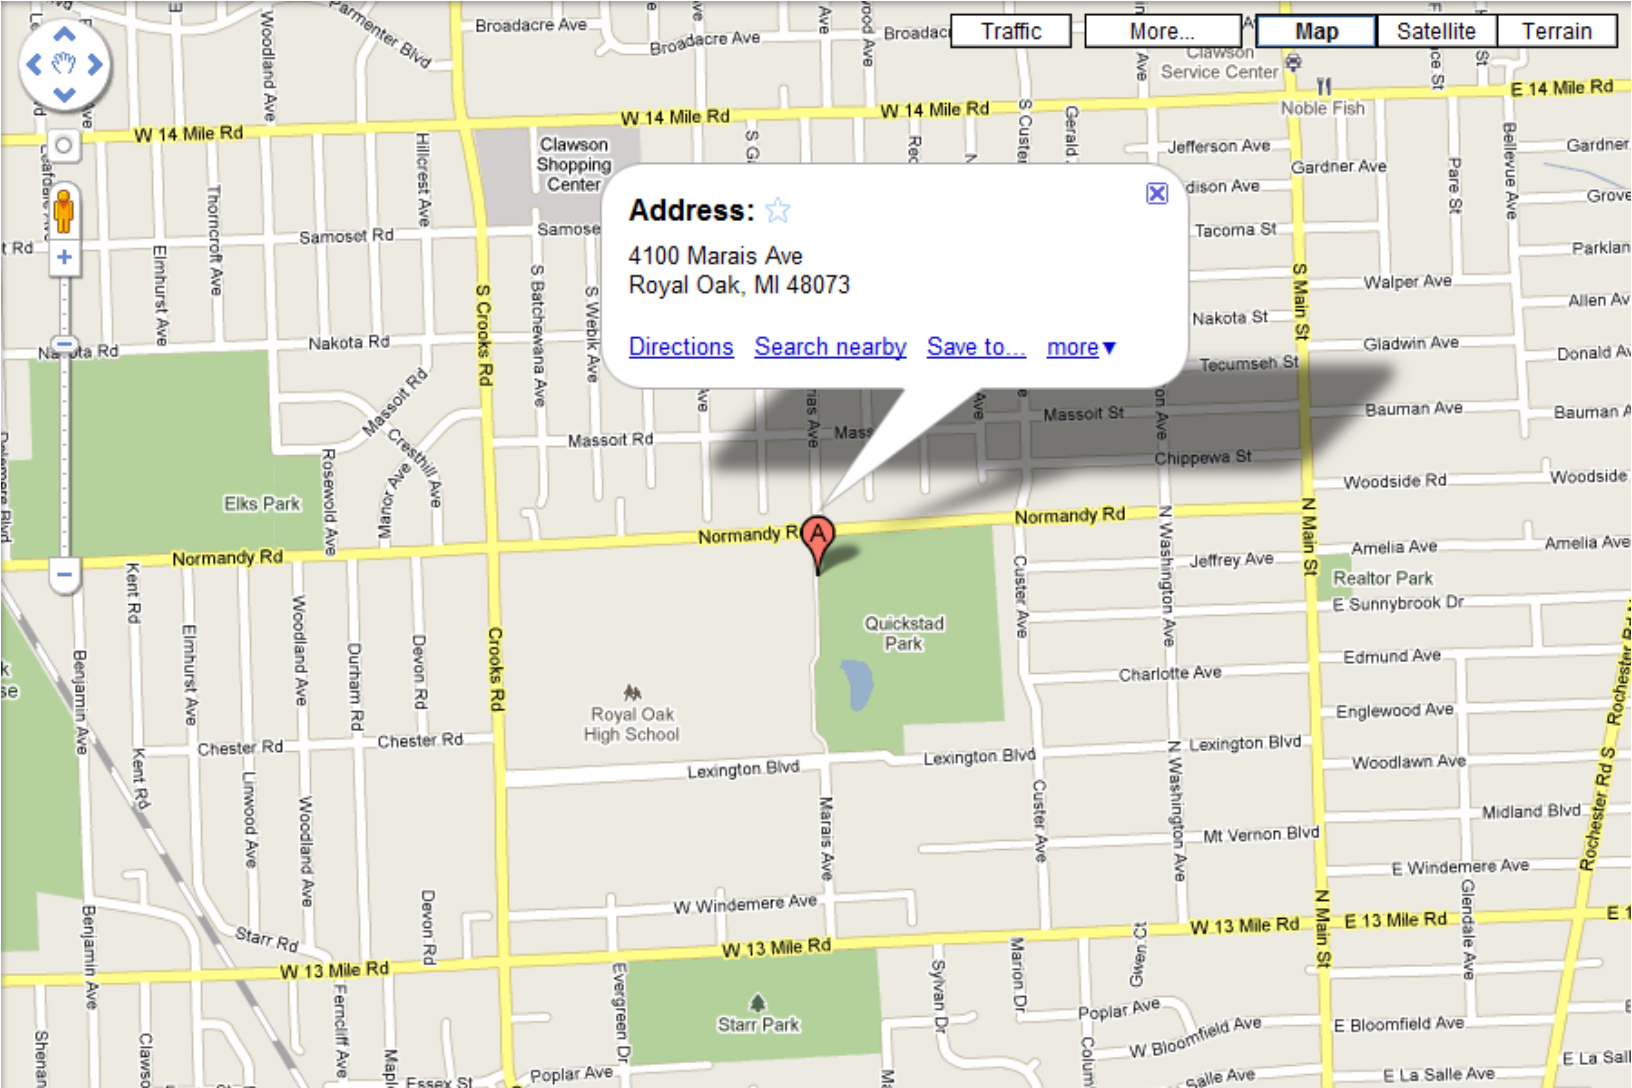 Parmenter Blvd
Woodland Ave
Broadacre Ave
Broadacre Ave
Ave
Traffic
More...
Map
Satellite
Terrain
Clawson
Service Center
Noble Fish
W 14 Mile Rd
W 14 Mile Rd
W 14 Mile Rd
E 14 Mile Rd
Hillcrest Ave
Clawson
Shopping
Center
Jefferson Ave
Gardner Ave
Pare St
Bellevue Ave
Thorncroft Ave
Elmhurst Ave
Samoset Rd
Tacoma St
Address:
4100 Marais Ave
Royal Oak, MI 48073
Directions
Search nearby
Save to...
more▼
S Crooks Rd
S Batchewana Ave
S Webik Ave
S Main St
Walper Ave
Nakota St
Nakota Rd
Nakota Rd
Gladwin Ave
Tecumseh St
Massoit Rd
Massoit Rd
Massoit St
Bauman Ave
Cresthill Ave
Manor Ave
Rosewold Ave
Elks Park
Chippewa St
Woodside Rd
Woodside
Normandy Rd
Normandy R
A
Normandy Rd
N Main St
N Washington Ave
Jeffrey Ave
Amelia Ave
Amelia Ave
Realtor Park
E Sunnybrook Dr
Kent Rd
Elmhurst Ave
Woodland Ave
Durham Rd
Devon Rd
Crooks Rd
Custer Ave
Quickstad
Park
Edmund Ave
Charlotte Ave
Englewood Ave
Benjamin Ave
Royal Oak
High School
Chester Rd
Chester Rd
Kent Rd
Linwood Ave
Woodland Ave
Lexington Blvd
Lexington Blvd
Lexington Blvd
N Washington Ave
Woodlawn Ave
Rochester Rd S
Marais Ave
Custer Ave
Midland Blvd
Mt Vernon Blvd
E Windemere Ave
Glendale Ave
W Windemere Ave
Devon Rd
Benjamin Ave
Starr Rd
W 13 Mile Rd
W 13 Mile Rd
W 13 Mile Rd
E 13 Mile Rd
N Main St
Gwen Ct
Marion Dr
Sylvan Dr
Evergreen Dr
Ferncliff Ave
Starr Park
Poplar Ave
W Bloomfield Ave
E Bloomfield Ave
Poplar Ave
Essex St
E La Salle Ave